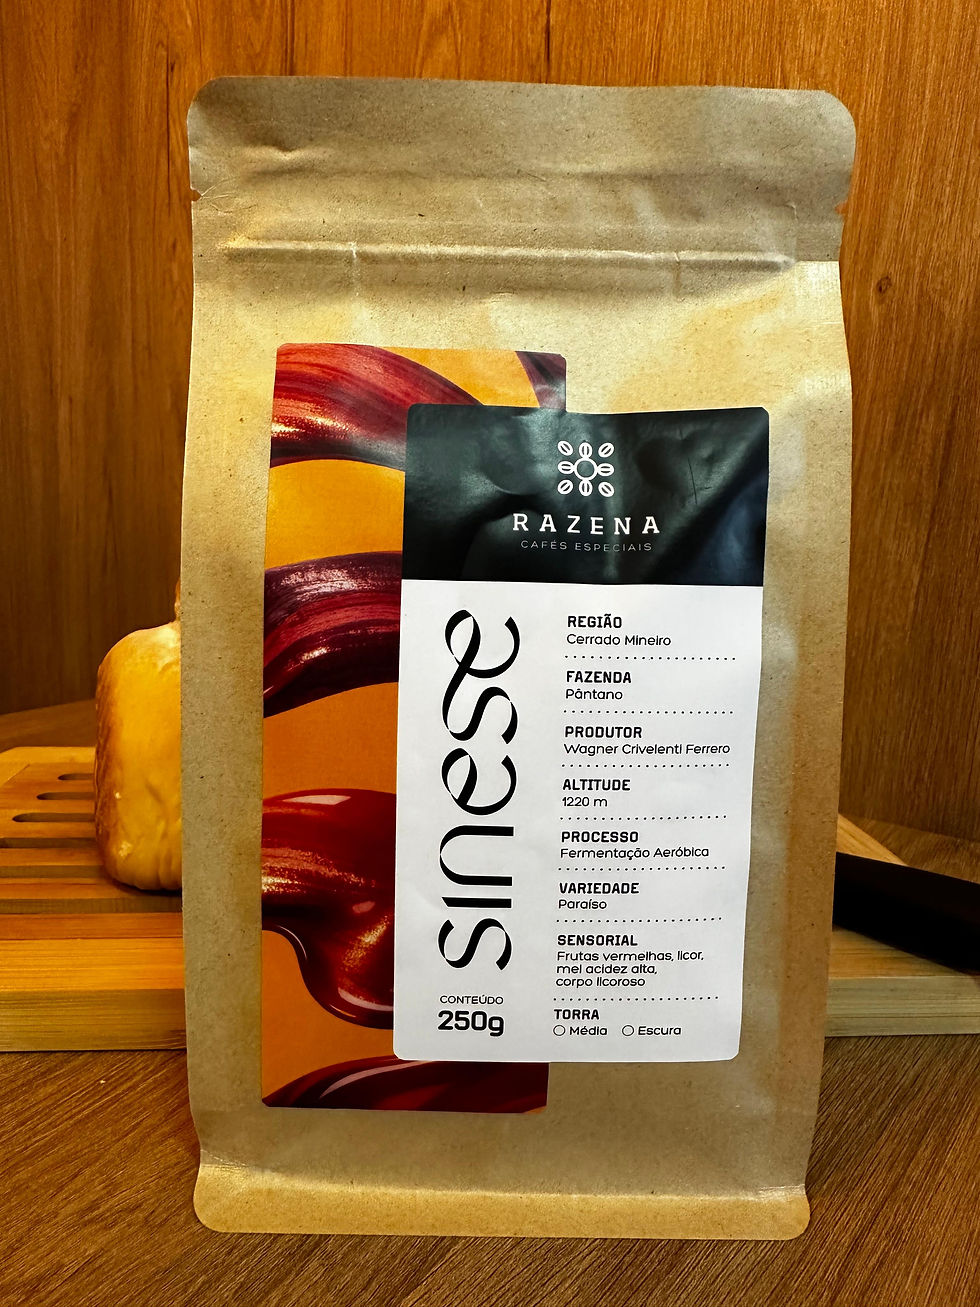 RAZENA
CAFÉS ESPECIAIS
sinese
CONTEÚDO
250g
REGIÃO
Cerrado Mineiro
FAZENDA
Pântano
PRODUTOR
Wagner Crivelenti Ferrero
ALTITUDE
1220 m
PROCESSO
Fermentação Aeróbica
VARIEDADE
Paraíso
SENSORIAL
Frutas vermelhas, licor,
mel acidez alta,
corpo licoroso
TORRA
Média Escura